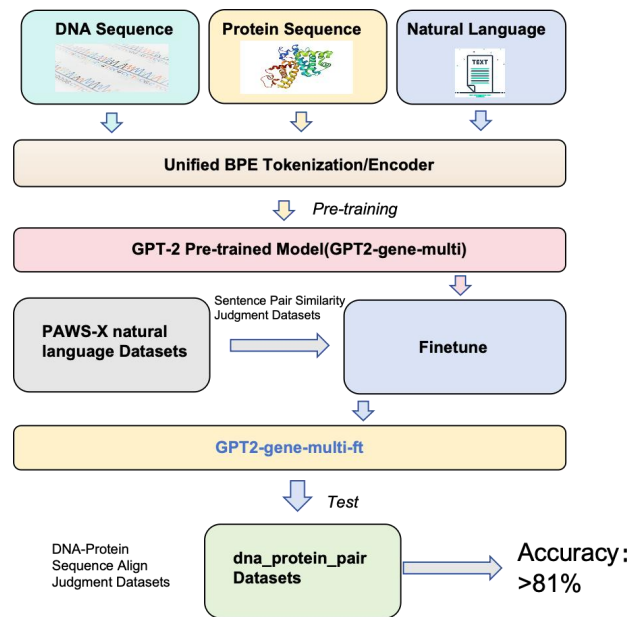 DNA Sequence
Protein Sequence
Natural Language
TEXT
Unified BPE Tokenization/Encoder
Pre-training
GPT-2 Pre-trained Model(GPT2-gene-multi)
Sentence Pair Similarity
Judgment Datasets
PAWS-X natural
language Datasets
Finetune
GPT2-gene-multi-ft
Test
DNA-Protein
Sequence Align
Judgment Datasets
dna_protein_pair
Datasets
Accuracy:
>81%